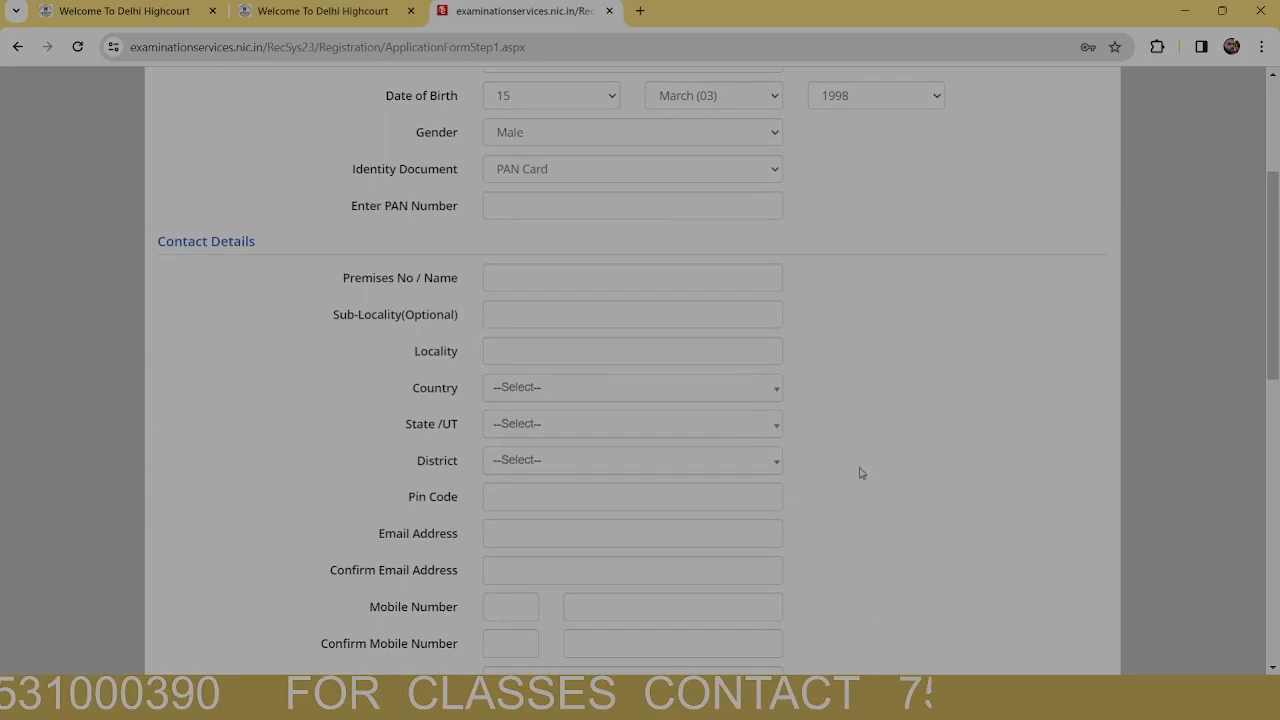 Welcome To Delhi Highcourt
Welcome To Delhi Highcourt
examinationservices.nic.in/Rec
examinationservices.nic.in/RecSys23/Registration/ApplicationFormStep1.aspx
Date of Birth 15 March (03) 1998
Gender Male
Identity Document PAN Card
Enter PAN Number
Contact Details
Premises No / Name
Sub-Locality(Optional)
Locality
Country --Select--
State /UT --Select--
District --Select--
Pin Code
Email Address
Confirm Email Address
Mobile Number
Confirm Mobile Number
531000390 FOR CLASSES CONTACT 7